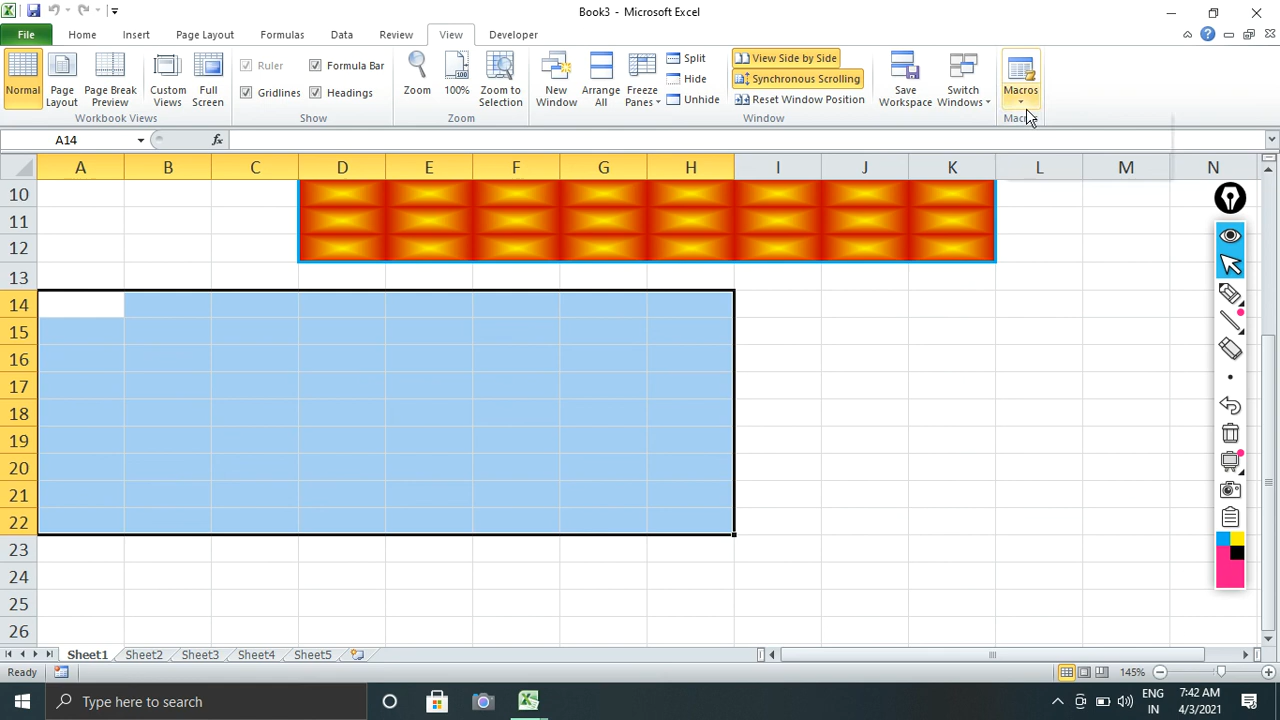 Book3 - Microsoft Excel
File Home Insert Page Layout Formulas Data Review View Developer
Normal
Page Layout
Page Break Preview
Custom Views
Full Screen
Workbook Views
Ruler
Formula Bar
Gridlines
Headings
Show
Zoom
100
100%
Zoom to Selection
Zoom
New Window
Arrange All
Freeze Panes
Split
Hide
Unhide
View Side by Side
Synchronous Scrolling
Reset Window Position
Window
Save Workspace
Switch Windows
Macros
A14
fx
A B C D E F G H I J K L M N
10
11
12
13
14
15
16
17
18
19
20
21
22
23
24
25
26
Sheet1 Sheet2 Sheet3 Sheet4 Sheet5
Ready
145%
Type here to search
ENG
IN
7:42 AM
4/3/2021